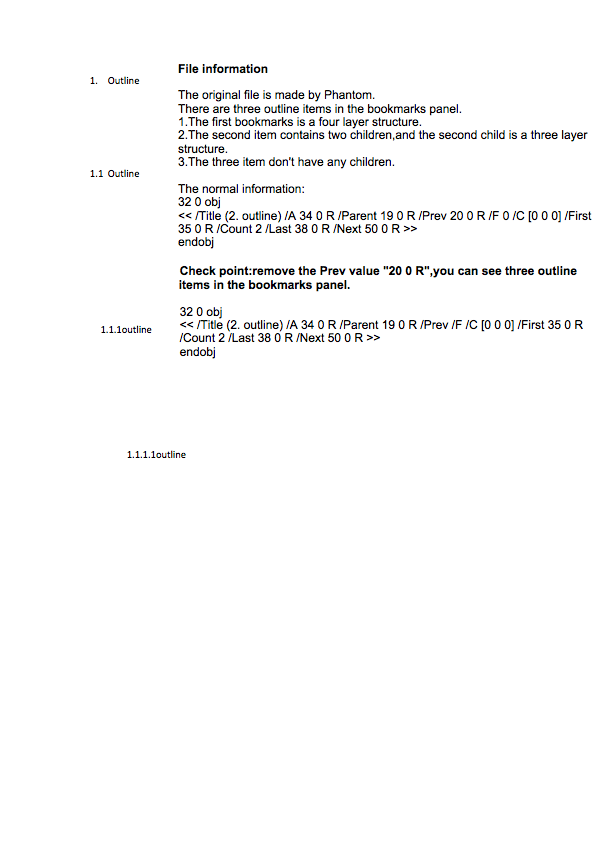 File information
1. Outline
The original file is made by Phantom.
There are three outline items in the bookmarks panel.
1.The first bookmarks is a four layer structure.
2.The second item contains two children,and the second child is a three layer
structure.
3.The three item don't have any children.
1.1 Outline
The normal information:
32 0 obj
<< /Title (2. outline) /A 34 0 R /Parent 19 0 R /Prev 20 0 R /F 0 /C [0 0 0] /First
35 0 R /Count 2 /Last 38 0 R /Next 50 0 R >>
endobj
Check point:remove the Prev value "20 0 R",you can see three outline
items in the bookmarks panel.
32 0 obj
<< /Title (2. outline) /A 34 0 R /Parent 19 0 R /Prev /F /C [0 0 0] /First 35 0 R
1.1.1outline
/Count 2 /Last 38 0 R /Next 50 0 R >>
endobj
1.1.1.1outline